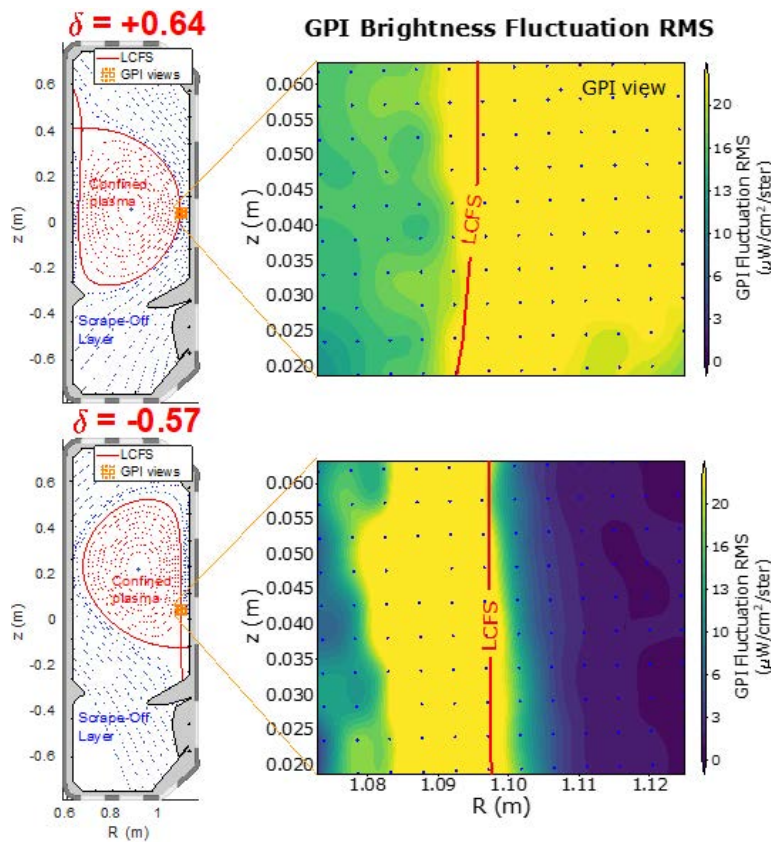 δ = +0.64
GPI Brightness Fluctuation RMS
LCFS
GPI views
0.6
0.4
0.2
0
-0.2
-0.4
-0.6
z (m)
Confined
plasma
Scrape-Off
Layer
0.060
0.055
0.050
0.045
0.040
0.035
0.030
0.025
0.020
z (m)
GPI view
LCFS
20
16
13
10
6
3
0
GPI Fluctuation RMS
(μW/cm²/ster)
δ = -0.57
LCFS
GPI views
0.6
0.4
0.2
0
-0.2
-0.4
-0.6
z (m)
Confined
plasma
Scrape-Off
Layer
0.6 0.8 1
R (m)
0.060
0.055
0.050
0.045
0.040
0.035
0.030
0.025
0.020
z (m)
LCFS
1.08 1.09 1.10 1.11 1.12
R (m)
20
16
13
10
6
3
0
GPI Fluctuation RMS
(μW/cm²/ster)